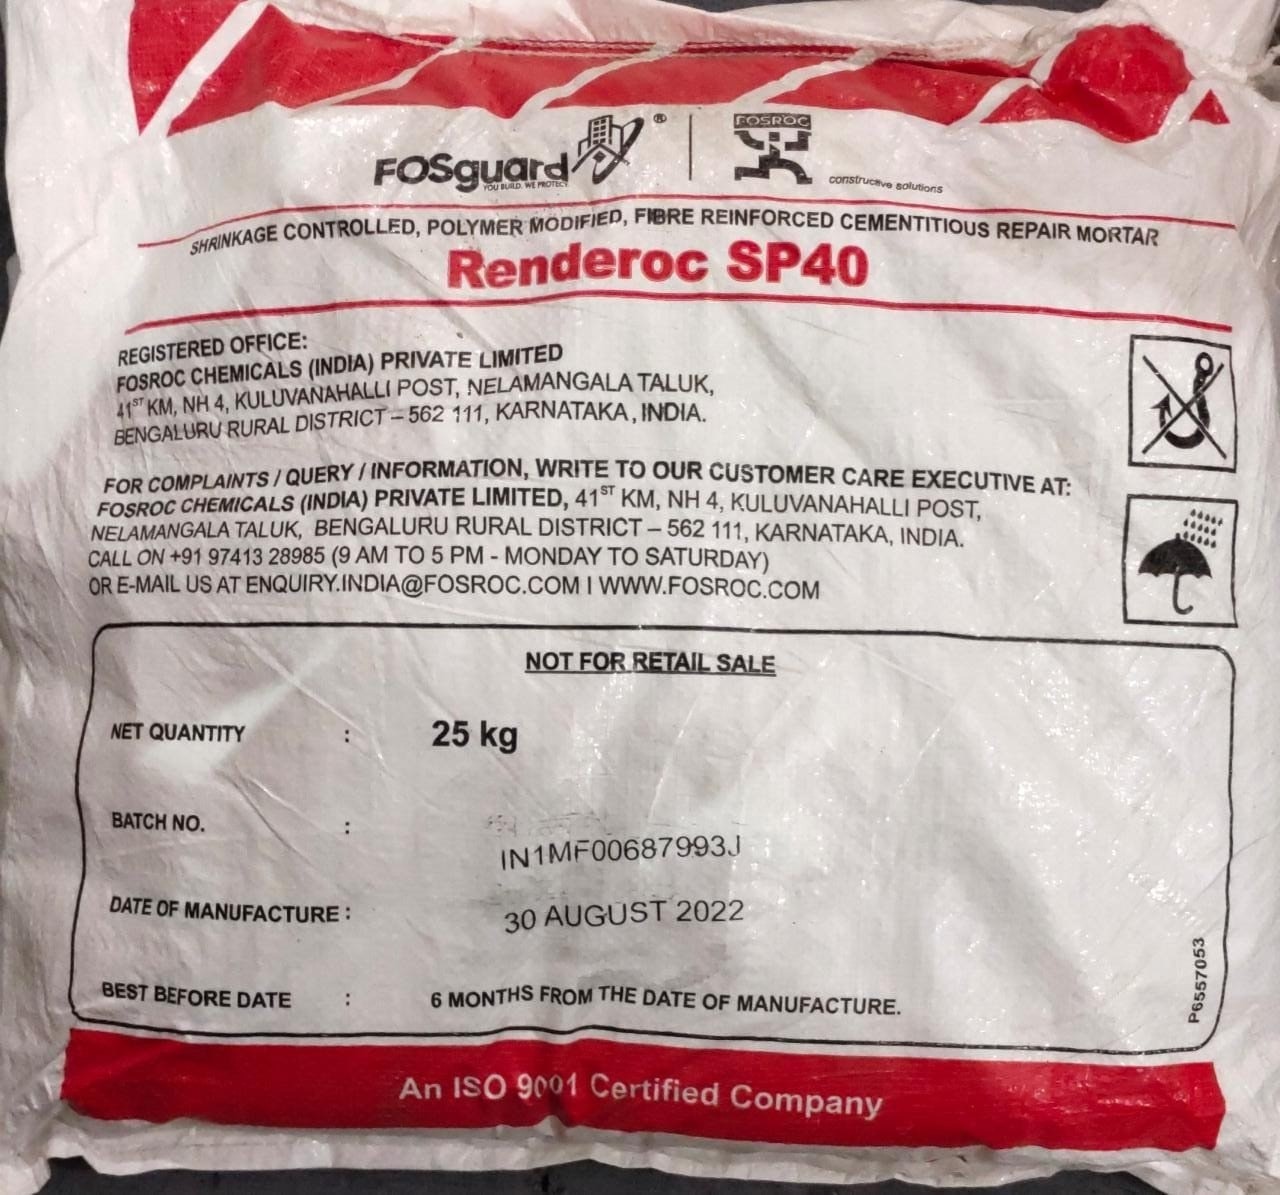 FOSguard®
YOU BUILD. WE PROTECT.
FOSROC
constructive solutions
SHRINKAGE CONTROLLED, POLYMER MODIFIED, FIBRE REINFORCED CEMENTITIOUS REPAIR MORTAR
Renderoc SP40
REGISTERED OFFICE:
FOSROC CHEMICALS (INDIA) PRIVATE LIMITED
41ST KM, NH 4, KULUVANAHALLI POST, NELAMANGALA TALUK,
BENGALURU RURAL DISTRICT – 562 111, KARNATAKA, INDIA.
FOR COMPLAINTS / QUERY / INFORMATION, WRITE TO OUR CUSTOMER CARE EXECUTIVE AT:
FOSROC CHEMICALS (INDIA) PRIVATE LIMITED, 41ST KM, NH 4, KULUVANAHALLI POST,
NELAMANGALA TALUK, BENGALURU RURAL DISTRICT – 562 111, KARNATAKA, INDIA.
CALL ON +91 97413 28985 (9 AM TO 5 PM - MONDAY TO SATURDAY)
OR E-MAIL US AT ENQUIRY.INDIA@FOSROC.COM I WWW.FOSROC.COM
NOT FOR RETAIL SALE
NET QUANTITY : 25 kg
BATCH NO. : IN1MF00687993J
DATE OF MANUFACTURE : 30 AUGUST 2022
BEST BEFORE DATE : 6 MONTHS FROM THE DATE OF MANUFACTURE.
P6557053
An ISO 9001 Certified Company